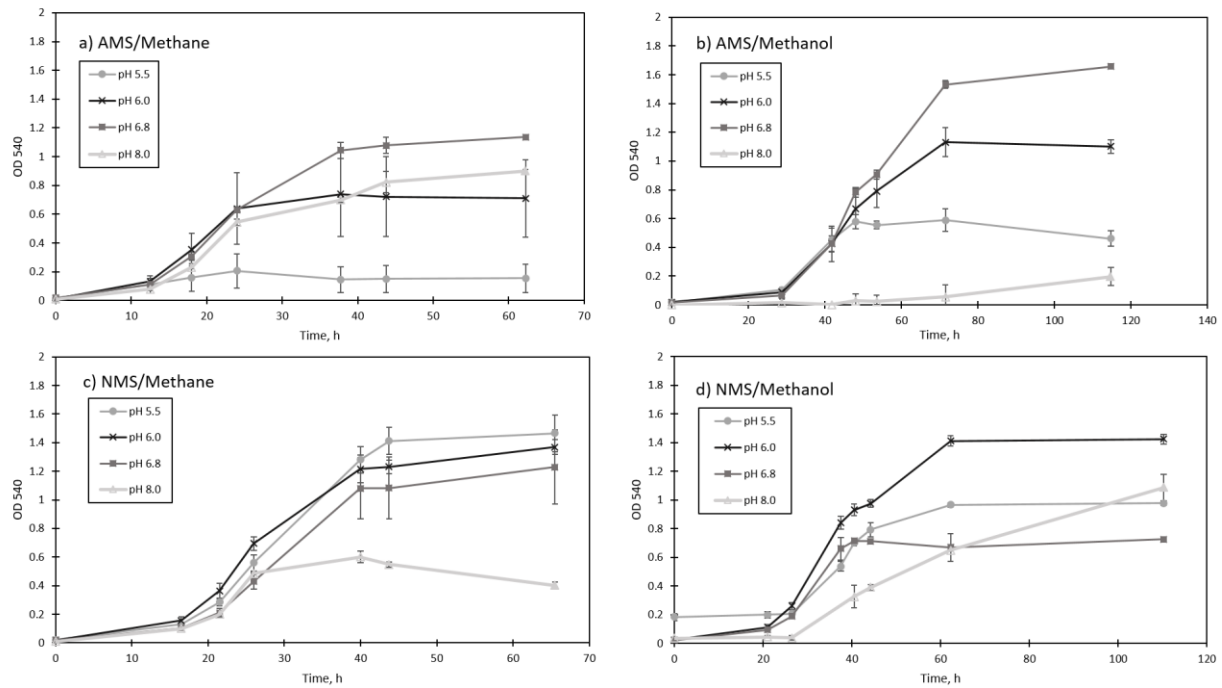 a) AMS/Methane
pH 5.5
pH 6.0
pH 6.8
pH 8.0
OD 540
2
1.8
1.6
1.4
1.2
1
0.8
0.6
0.4
0.2
0
0 10 20 30 40 50 60 70
Time, h
b) AMS/Methanol
pH 5.5
pH 6.0
pH 6.8
pH 8.0
OD 540
2
1.8
1.6
1.4
1.2
1
0.8
0.6
0.4
0.2
0
0 20 40 60 80 100 120 140
Time, h
c) NMS/Methane
pH 5.5
pH 6.0
pH 6.8
pH 8.0
OD 540
2
1.8
1.6
1.4
1.2
1
0.8
0.6
0.4
0.2
0
0 10 20 30 40 50 60 70
Time, h
d) NMS/Methanol
pH 5.5
pH 6.0
pH 6.8
pH 8.0
OD 540
2
1.8
1.6
1.4
1.2
1
0.8
0.6
0.4
0.2
0
0 20 40 60 80 100 120
Time, h